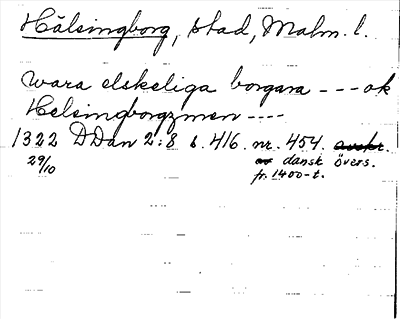 Hälsingborg, stad, Malm. l.
wara elskeliga borgara --- ok
Helsingborgzmen ----
1322 DDan 2:8 s. 416. nr. 454. avskr.
29/10 av dansk övers.
fr. 1400-t.